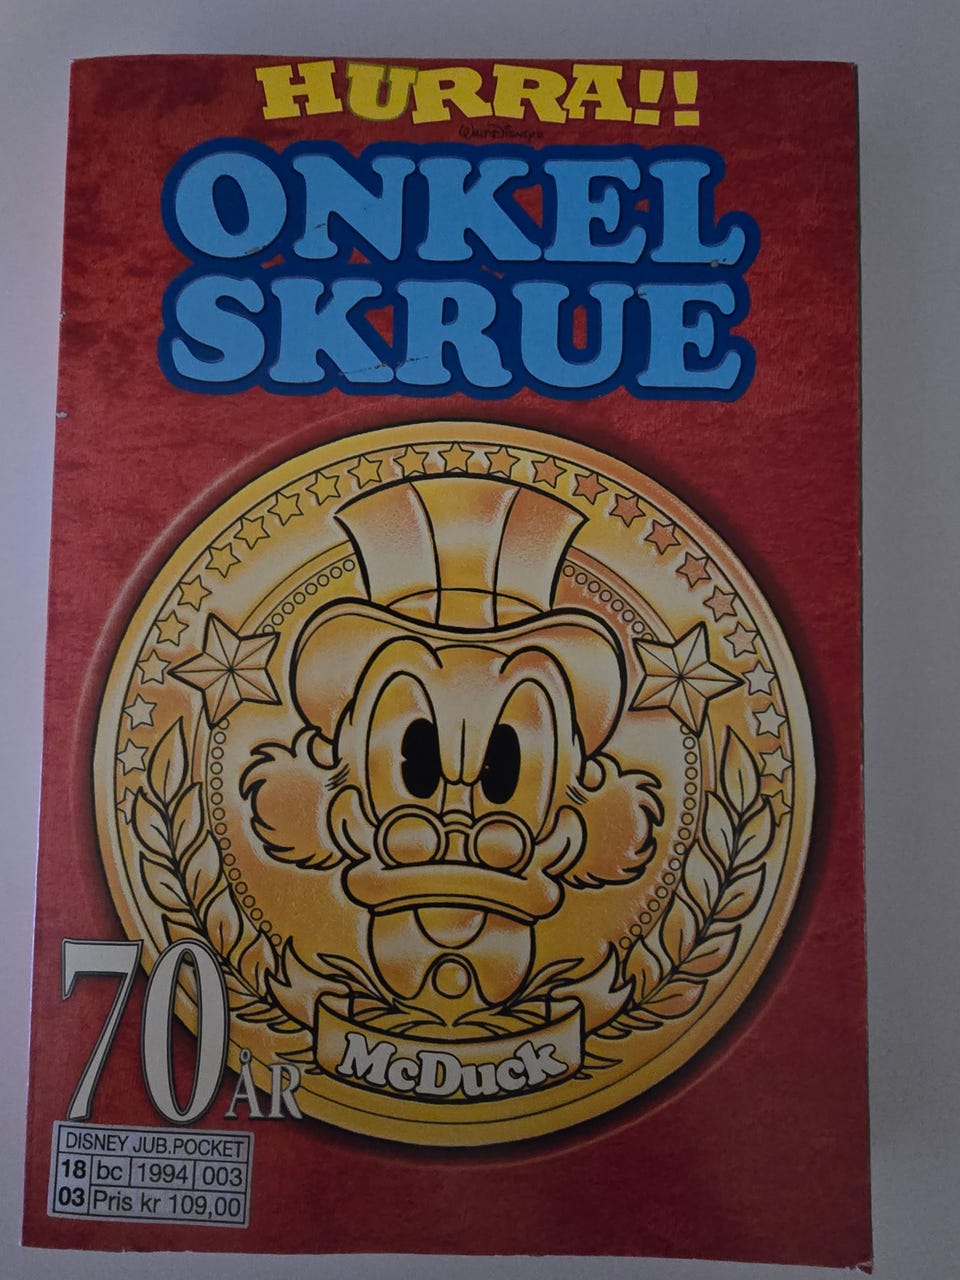 HURRA!!
WALT DISNEY'S
ONKEL
SKRUE
McDuck
70 ÅR
DISNEY JUB.POCKET
18 bc 1994 003
03 Pris kr 109,00